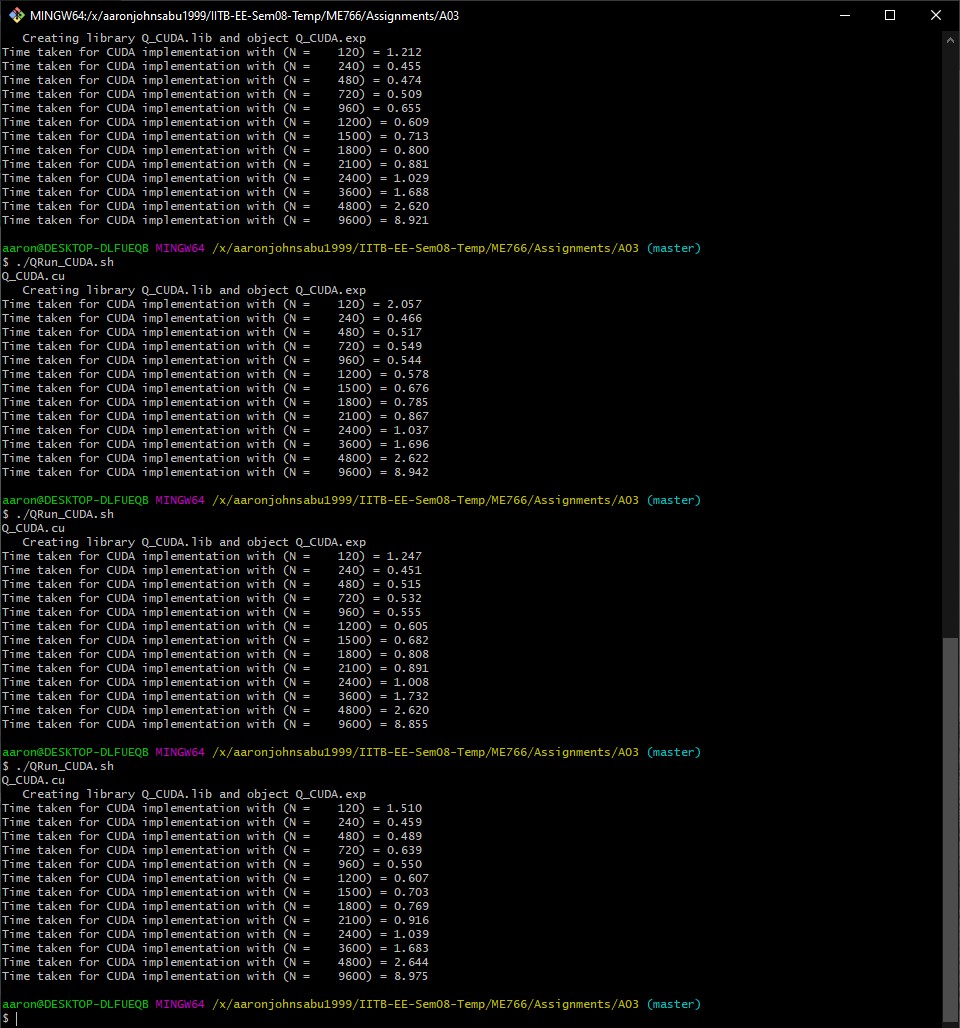 MINGW64:/x/aaronjohnsabu1999/IITB-EE-Sem08-Temp/ME766/Assignments/A03
   Creating library Q_CUDA.lib and object Q_CUDA.exp
Time taken for CUDA implementation with (N =    120) = 1.212
Time taken for CUDA implementation with (N =    240) = 0.455
Time taken for CUDA implementation with (N =    480) = 0.474
Time taken for CUDA implementation with (N =    720) = 0.509
Time taken for CUDA implementation with (N =    960) = 0.655
Time taken for CUDA implementation with (N =    1200) = 0.609
Time taken for CUDA implementation with (N =    1500) = 0.713
Time taken for CUDA implementation with (N =    1800) = 0.800
Time taken for CUDA implementation with (N =    2100) = 0.881
Time taken for CUDA implementation with (N =    2400) = 1.029
Time taken for CUDA implementation with (N =    3600) = 1.688
Time taken for CUDA implementation with (N =    4800) = 2.620
Time taken for CUDA implementation with (N =    9600) = 8.921
aaron@DESKTOP-DLFUEQB MINGW64 /x/aaronjohnsabu1999/IITB-EE-Sem08-Temp/ME766/Assignments/A03 (master)
$ ./QRun_CUDA.sh
Q_CUDA.cu
   Creating library Q_CUDA.lib and object Q_CUDA.exp
Time taken for CUDA implementation with (N =    120) = 2.057
Time taken for CUDA implementation with (N =    240) = 0.466
Time taken for CUDA implementation with (N =    480) = 0.517
Time taken for CUDA implementation with (N =    720) = 0.549
Time taken for CUDA implementation with (N =    960) = 0.544
Time taken for CUDA implementation with (N =    1200) = 0.578
Time taken for CUDA implementation with (N =    1500) = 0.676
Time taken for CUDA implementation with (N =    1800) = 0.785
Time taken for CUDA implementation with (N =    2100) = 0.867
Time taken for CUDA implementation with (N =    2400) = 1.037
Time taken for CUDA implementation with (N =    3600) = 1.696
Time taken for CUDA implementation with (N =    4800) = 2.622
Time taken for CUDA implementation with (N =    9600) = 8.942
aaron@DESKTOP-DLFUEQB MINGW64 /x/aaronjohnsabu1999/IITB-EE-Sem08-Temp/ME766/Assignments/A03 (master)
$ ./QRun_CUDA.sh
Q_CUDA.cu
   Creating library Q_CUDA.lib and object Q_CUDA.exp
Time taken for CUDA implementation with (N =    120) = 1.247
Time taken for CUDA implementation with (N =    240) = 0.451
Time taken for CUDA implementation with (N =    480) = 0.515
Time taken for CUDA implementation with (N =    720) = 0.532
Time taken for CUDA implementation with (N =    960) = 0.555
Time taken for CUDA implementation with (N =    1200) = 0.605
Time taken for CUDA implementation with (N =    1500) = 0.682
Time taken for CUDA implementation with (N =    1800) = 0.808
Time taken for CUDA implementation with (N =    2100) = 0.891
Time taken for CUDA implementation with (N =    2400) = 1.008
Time taken for CUDA implementation with (N =    3600) = 1.732
Time taken for CUDA implementation with (N =    4800) = 2.620
Time taken for CUDA implementation with (N =    9600) = 8.855
aaron@DESKTOP-DLFUEQB MINGW64 /x/aaronjohnsabu1999/IITB-EE-Sem08-Temp/ME766/Assignments/A03 (master)
$ ./QRun_CUDA.sh
Q_CUDA.cu
   Creating library Q_CUDA.lib and object Q_CUDA.exp
Time taken for CUDA implementation with (N =    120) = 1.510
Time taken for CUDA implementation with (N =    240) = 0.459
Time taken for CUDA implementation with (N =    480) = 0.489
Time taken for CUDA implementation with (N =    720) = 0.639
Time taken for CUDA implementation with (N =    960) = 0.550
Time taken for CUDA implementation with (N =    1200) = 0.607
Time taken for CUDA implementation with (N =    1500) = 0.703
Time taken for CUDA implementation with (N =    1800) = 0.769
Time taken for CUDA implementation with (N =    2100) = 0.916
Time taken for CUDA implementation with (N =    2400) = 1.039
Time taken for CUDA implementation with (N =    3600) = 1.683
Time taken for CUDA implementation with (N =    4800) = 2.644
Time taken for CUDA implementation with (N =    9600) = 8.975
aaron@DESKTOP-DLFUEQB MINGW64 /x/aaronjohnsabu1999/IITB-EE-Sem08-Temp/ME766/Assignments/A03 (master)
$